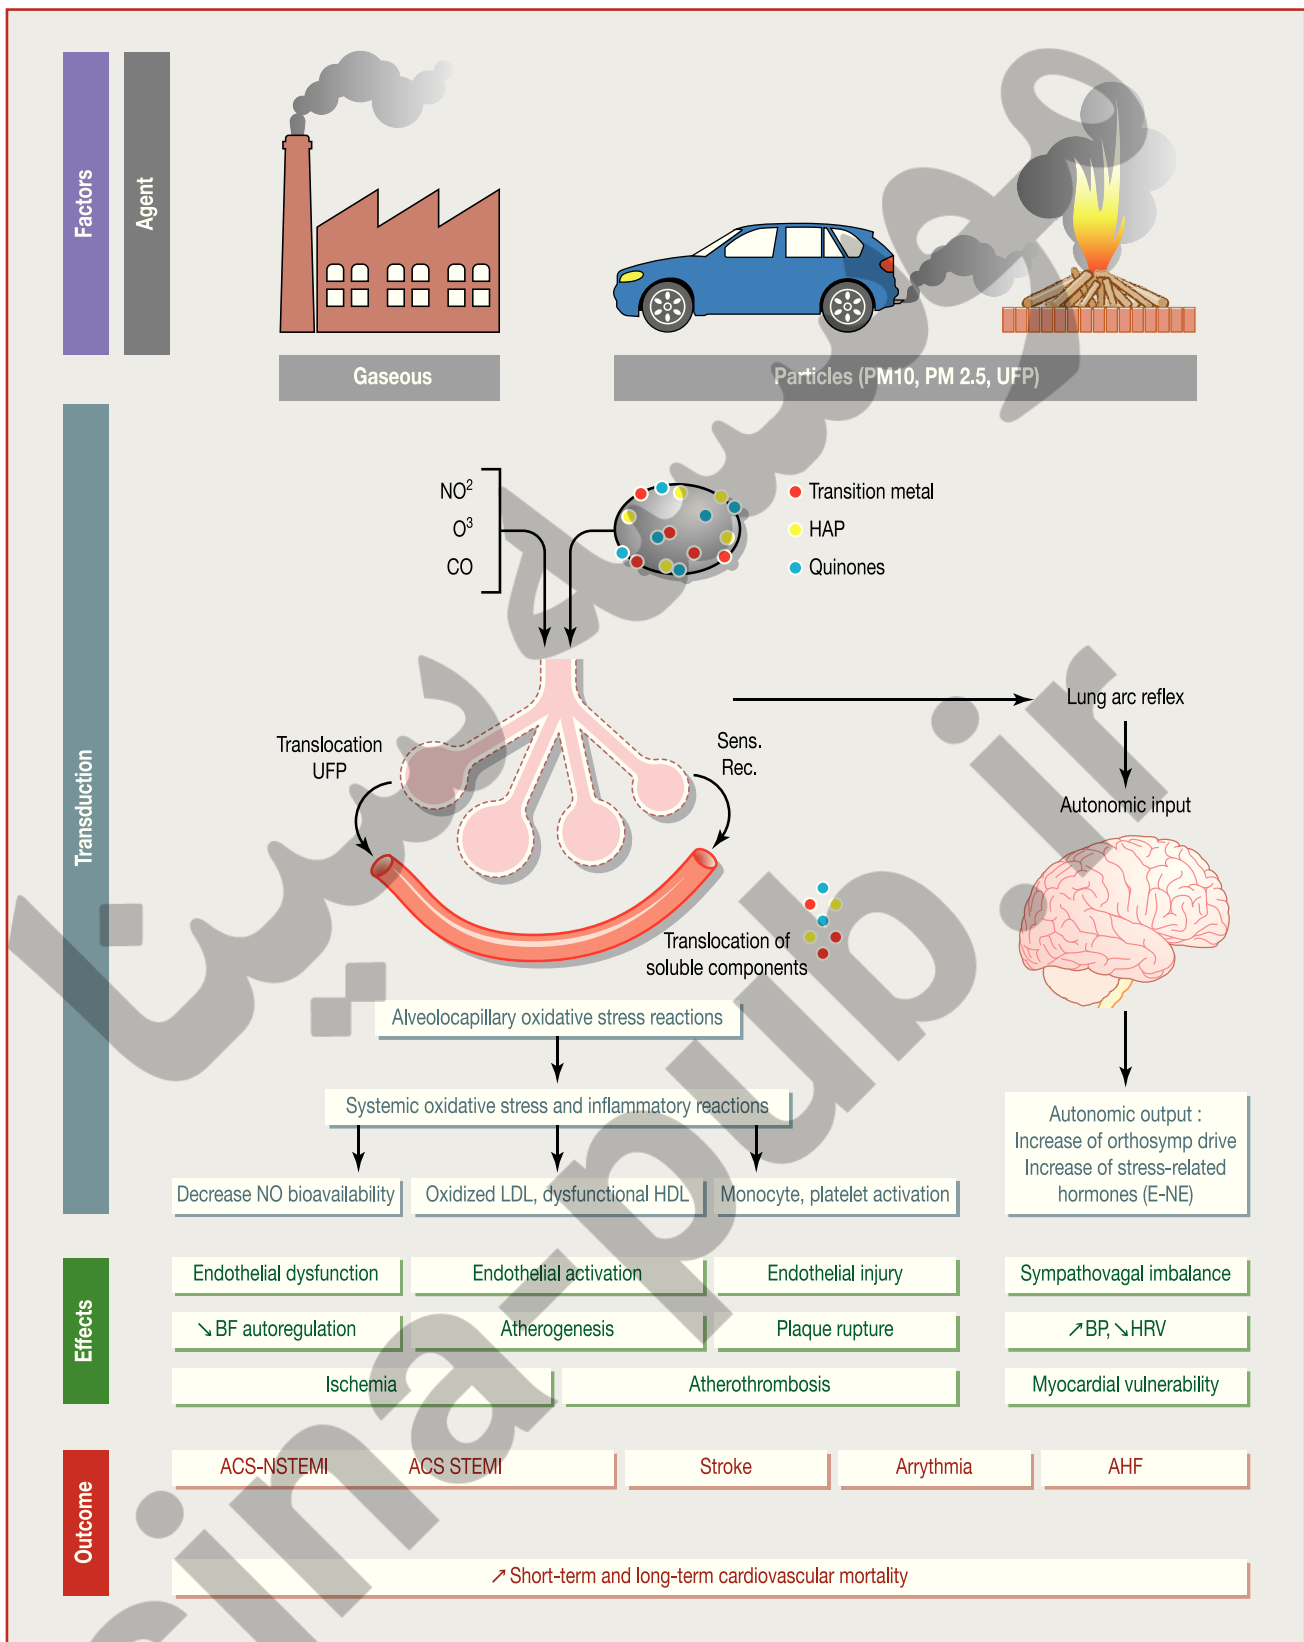 Factors
Agent
Gaseous
Particles (PM10, PM 2.5, UFP)
Transduction
NO²
O³
CO
Transition metal
HAP
Quinones
Lung arc reflex
Translocation
UFP
Sens.
Rec.
Autonomic input
Translocation of
soluble components
Alveolocapillary oxidative stress reactions
Systemic oxidative stress and inflammatory reactions
Autonomic output :
Increase of orthosymp drive
Increase of stress-related
hormones (E-NE)
Decrease NO bioavailability
Oxidized LDL, dysfunctional HDL
Monocyte, platelet activation
Effects
Endothelial dysfunction
Endothelial activation
Endothelial injury
Sympathovagal imbalance
↘ BF autoregulation
Atherogenesis
Plaque rupture
↗ BP, ↘ HRV
Ischemia
Atherothrombosis
Myocardial vulnerability
Outcome
ACS-NSTEMI
ACS STEMI
Stroke
Arrythmia
AHF
↗ Short-term and long-term cardiovascular mortality
sina-pub.ir